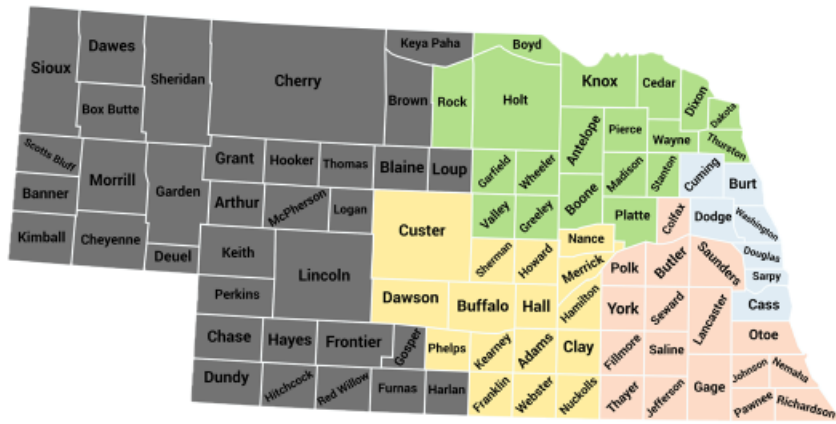 Keya Paha
Boyd
Dawes
Sioux
Sheridan
Cherry
Knox
Cedar
Dixon
Box Butte
Brown
Rock
Holt
Dakota
Antelope
Pierce
Wayne
Thurston
Scotts Bluff
Grant
Hooker
Thomas
Blaine
Loup
Garfield
Wheeler
Madison
Stanton
Cuming
Burt
Banner
Morrill
Garden
Arthur
McPherson
Logan
Custer
Valley
Greeley
Boone
Platte
Colfax
Dodge
Washington
Kimball
Cheyenne
Deuel
Keith
Lincoln
Sherman
Howard
Nance
Merrick
Polk
Butler
Saunders
Douglas
Sarpy
Perkins
Dawson
Buffalo
Hall
Hamilton
York
Seward
Lancaster
Cass
Otoe
Chase
Hayes
Frontier
Gosper
Phelps
Kearney
Adams
Clay
Fillmore
Saline
Johnson
Nemaha
Dundy
Hitchcock
Red Willow
Furnas
Harlan
Franklin
Webster
Nuckolls
Thayer
Jefferson
Gage
Pawnee
Richardson